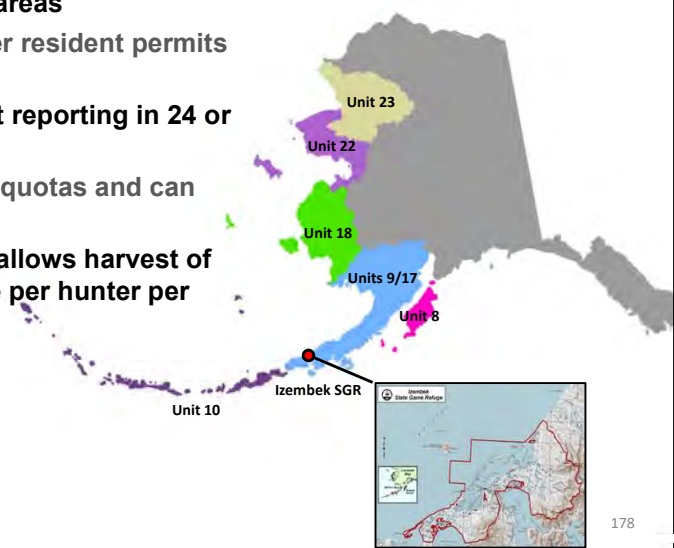 areas
er resident permits
t reporting in 24 or
quotas and can
allows harvest of
per hunter per
Unit 23
Unit 22
Unit 18
Units 9/17
Unit 8
Izembek SGR
Unit 10
Izembek
State Game Refuge
178